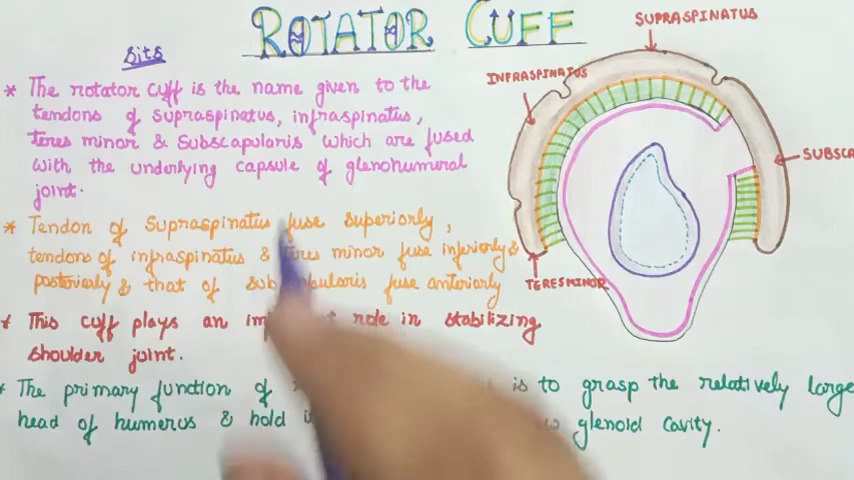 ROTATOR CUFF
Sits
SUPRASPINATUS
INFRASPINATUS
SUBSCA
TERES MINOR
* The rotator cuff is the name given to the
tendons of supraspinatus, infraspinatus,
teres minor & subscapularis which are fused
with the underlying capsule of glenohumeral
joint.
* Tendon of supraspinatus fuse superiorly,
tendons of infraspinatus & teres minor fuse inferiorly &
posteriorly & that of fuse anteriorly
* This cuff plays an role in stabilizing
shoulder joint.
* The primary function of is to grasp the relatively large
head of humerus & hold glenoid cavity.